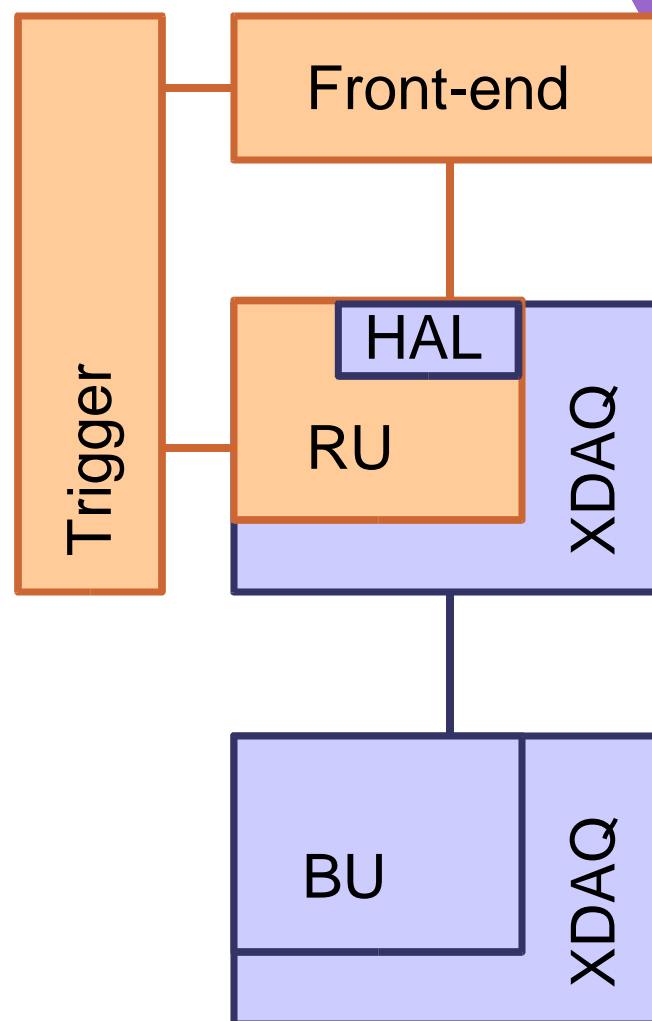 Front-end
Trigger
HAL
RU
XDAQ
BU
XDAQ